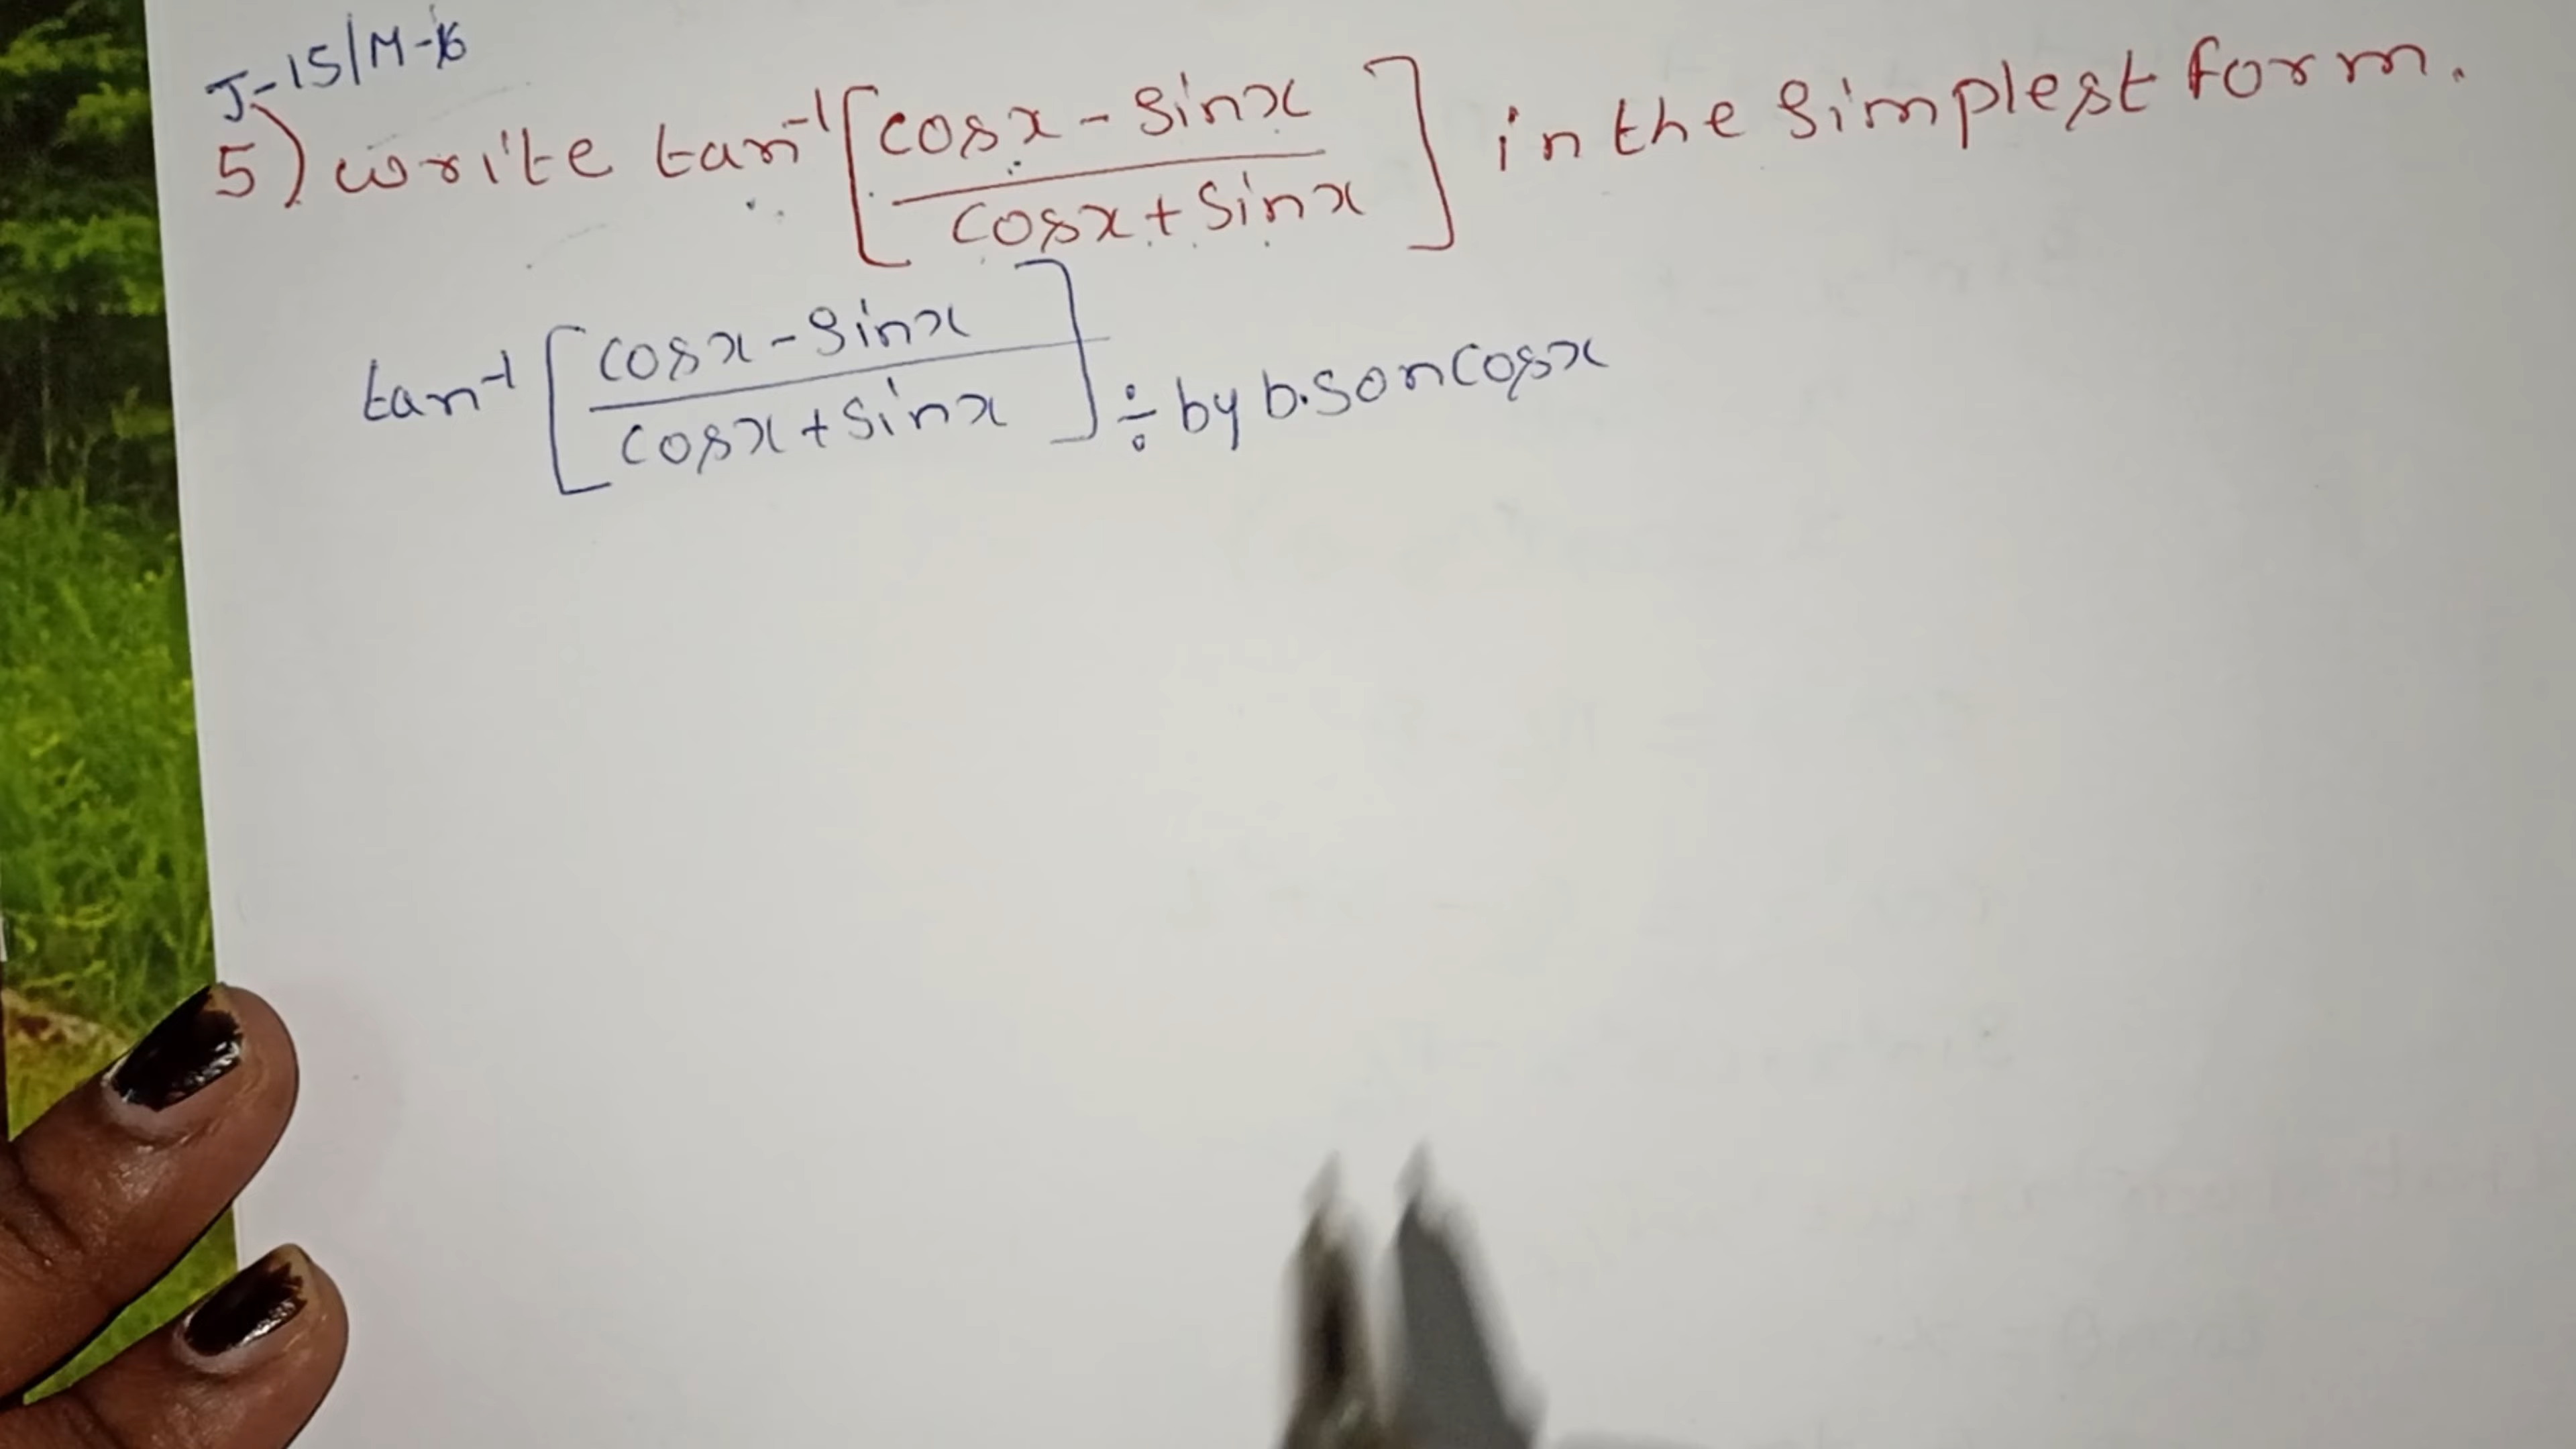 J-15/M-16
5) write tan⁻¹[cosx - sinx / cosx + sinx] in the simplest form.
tan⁻¹[cosx - sinx / cosx + sinx] ÷ by b.s on cosx